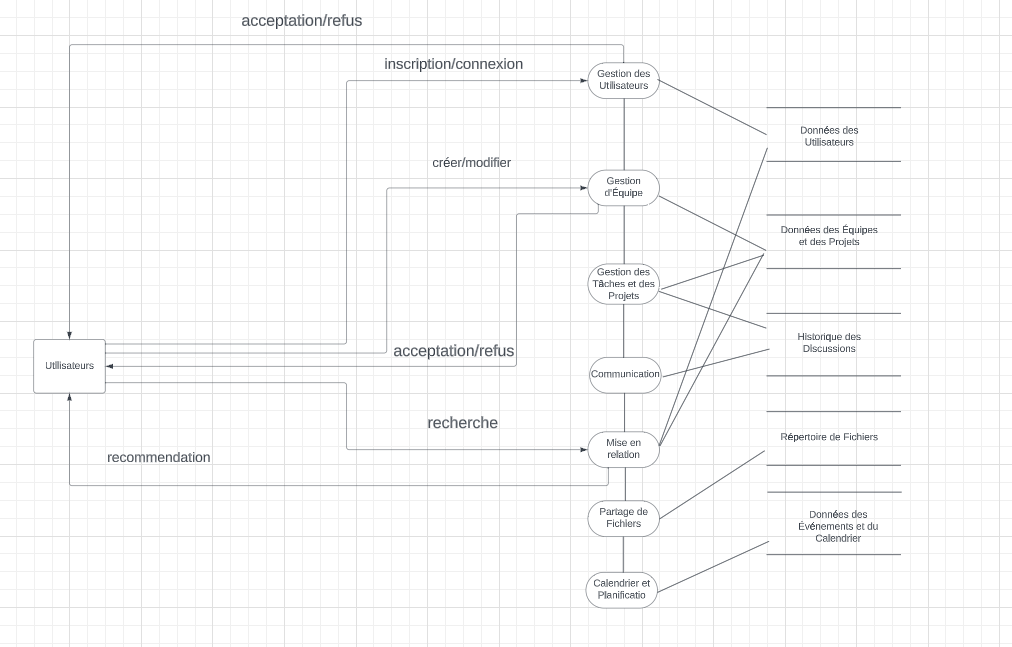 acceptation/refus
inscription/connexion
Gestion des
Utilisateurs
Données des
Utilisateurs
créer/modifier
Gestion
d'Équipe
Données des Équipes
et des Projets
Gestion des
Tâches et des
Projets
Historique des
DIscussions
acceptation/refus
Utilisateurs
Communication
recherche
Mise en
relation
Répertoire de Fichiers
recommendation
Partage de
Fichiers
Données des
Événements et du
Calendrier
Calendrier et
Planificatio